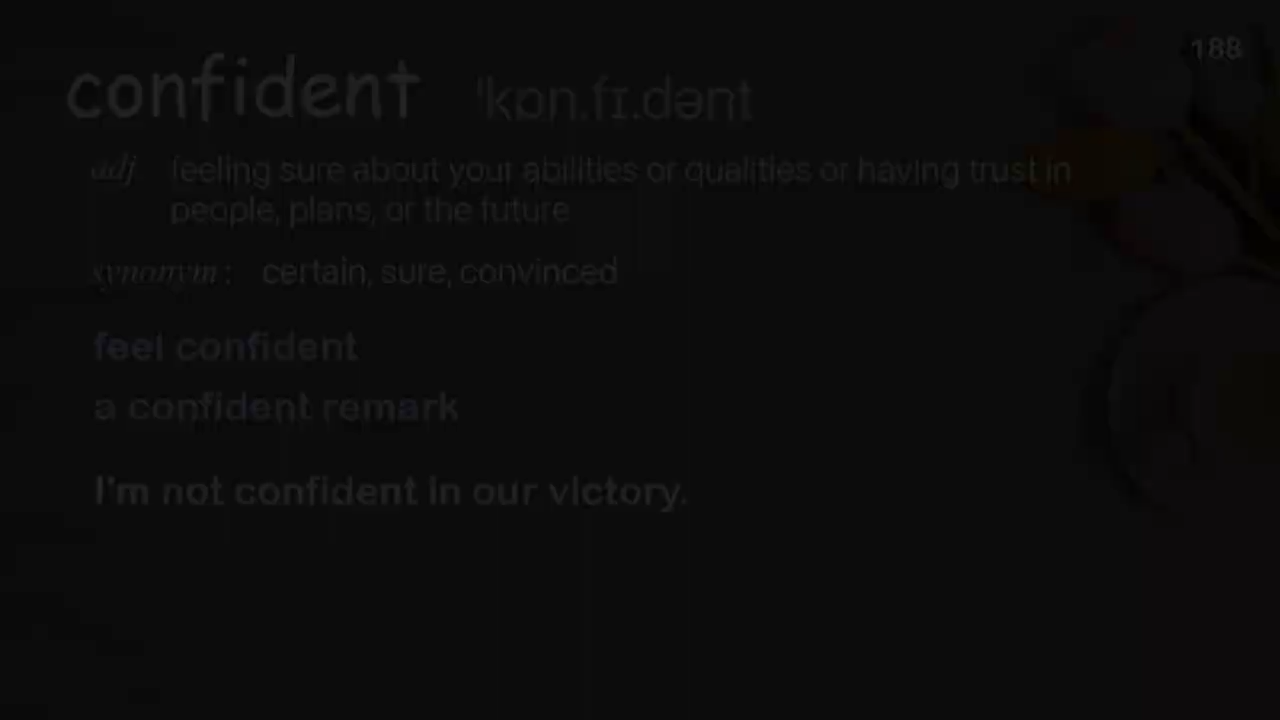 188
confident ˈkɒn.fɪ.dənt
adj feeling sure about your abilities or qualities or having trust in
people, plans, or the future
synonym: certain, sure, convinced
feel confident
a confident remark
I'm not confident in our victory.